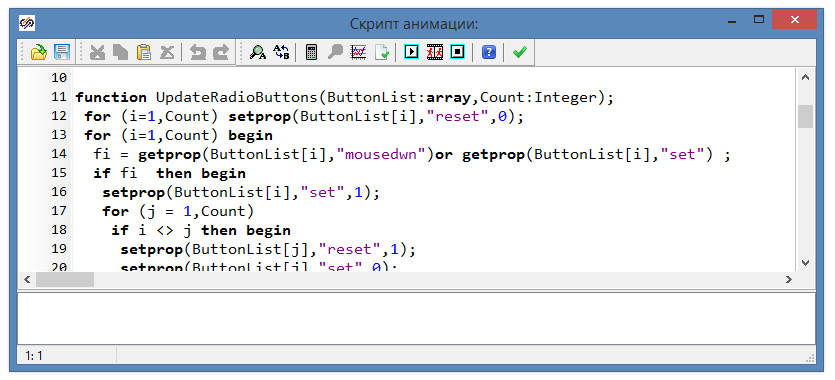 Скрипт анимации:
10
11 function UpdateRadioButtons(ButtonList:array,Count:Integer);
12 for (i=1,Count) setprop(ButtonList[i],"reset",0);
13 for (i=1,Count) begin
14 fi = getprop(ButtonList[i],"mousedwn")or getprop(ButtonList[i],"set") ;
15 if fi  then begin
16 setprop(ButtonList[i],"set",1);
17 for (j = 1,Count)
18 if i <> j then begin
19 setprop(ButtonList[j],"reset",1);
20 setprop(ButtonList[j],"set",0);
1: 1